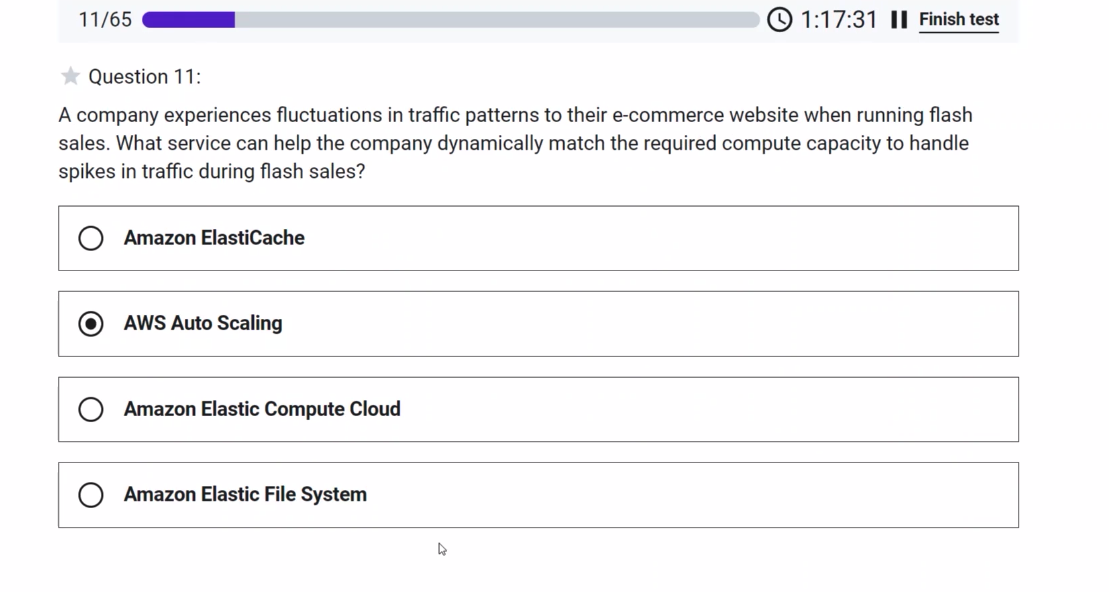 11/65 1:17:31 Finish test
Question 11:
A company experiences fluctuations in traffic patterns to their e-commerce website when running flash
sales. What service can help the company dynamically match the required compute capacity to handle
spikes in traffic during flash sales?
Amazon ElastiCache
AWS Auto Scaling
Amazon Elastic Compute Cloud
Amazon Elastic File System